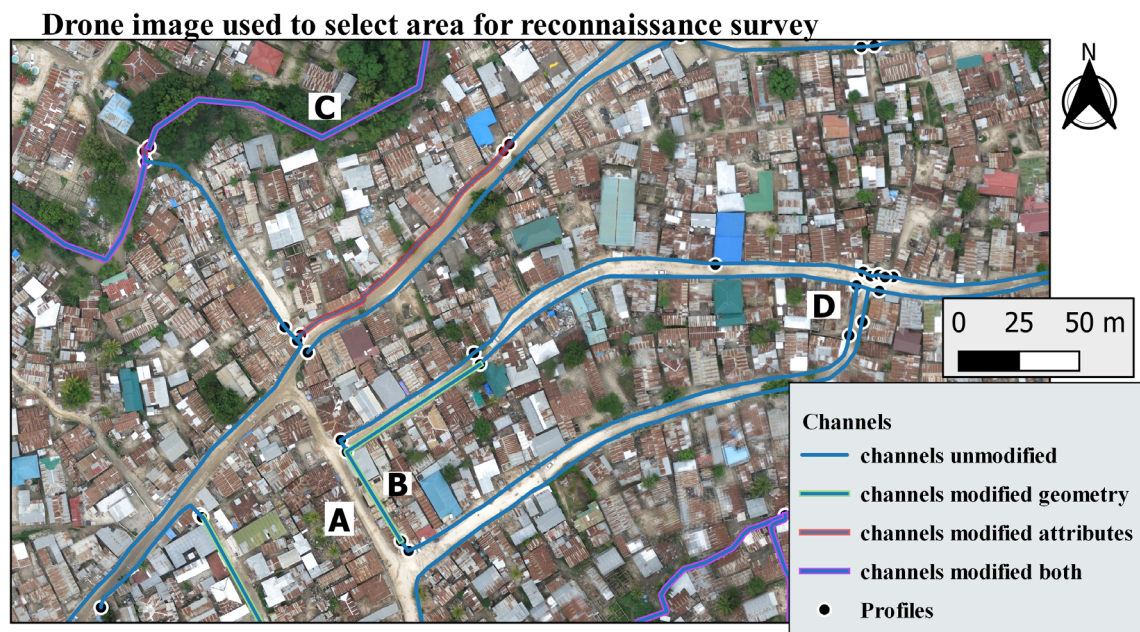 Drone image used to select area for reconnaissance survey
N
C
D
0 25 50 m
B
A
Channels
channels unmodified
channels modified geometry
channels modified attributes
channels modified both
Profiles